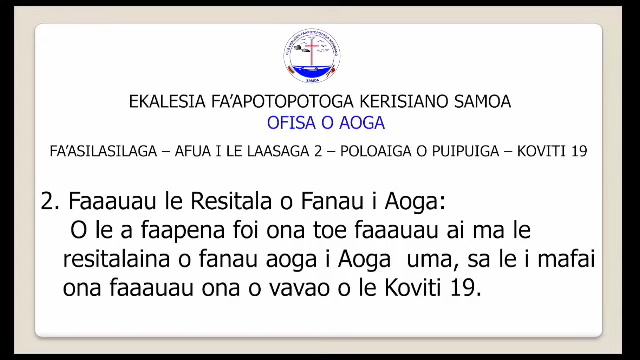 EKALESIA FA'APOTOPOTOGA KERISIANO SAMOA
OFISA O AOGA
FA'ASILASILAGA – AFUA I LE LAASAGA 2 – POLOAIGA O PUIPUIGA – KOVITI 19
2. Faaauau le Resitala o Fanau i Aoga:
O le a faapena foi ona toe faaauau ai ma le
resitalaina o fanau aoga i Aoga uma, sa le i mafai
ona faaauau ona o vavao o le Koviti 19.